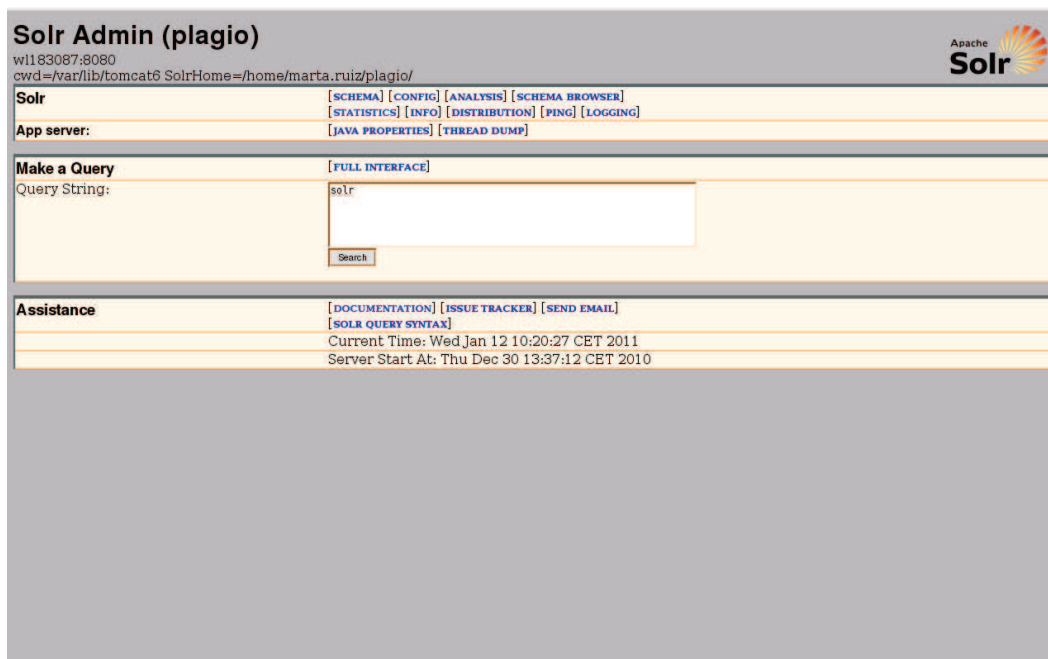 Solr Admin (plagio)
wl183087:8080
cwd=/var/lib/tomcat6 SolrHome=/home/marta.ruiz/plagio/
Apache
Solr
Solr [SCHEMA] [CONFIG] [ANALYSIS] [SCHEMA BROWSER]
[STATISTICS] [INFO] [DISTRIBUTION] [PING] [LOGGING]
App server: [JAVA PROPERTIES] [THREAD DUMP]
Make a Query [FULL INTERFACE]
Query String: solr
Search
Assistance [DOCUMENTATION] [ISSUE TRACKER] [SEND EMAIL]
[SOLR QUERY SYNTAX]
Current Time: Wed Jan 12 10:20:27 CET 2011
Server Start At: Thu Dec 30 13:37:12 CET 2010